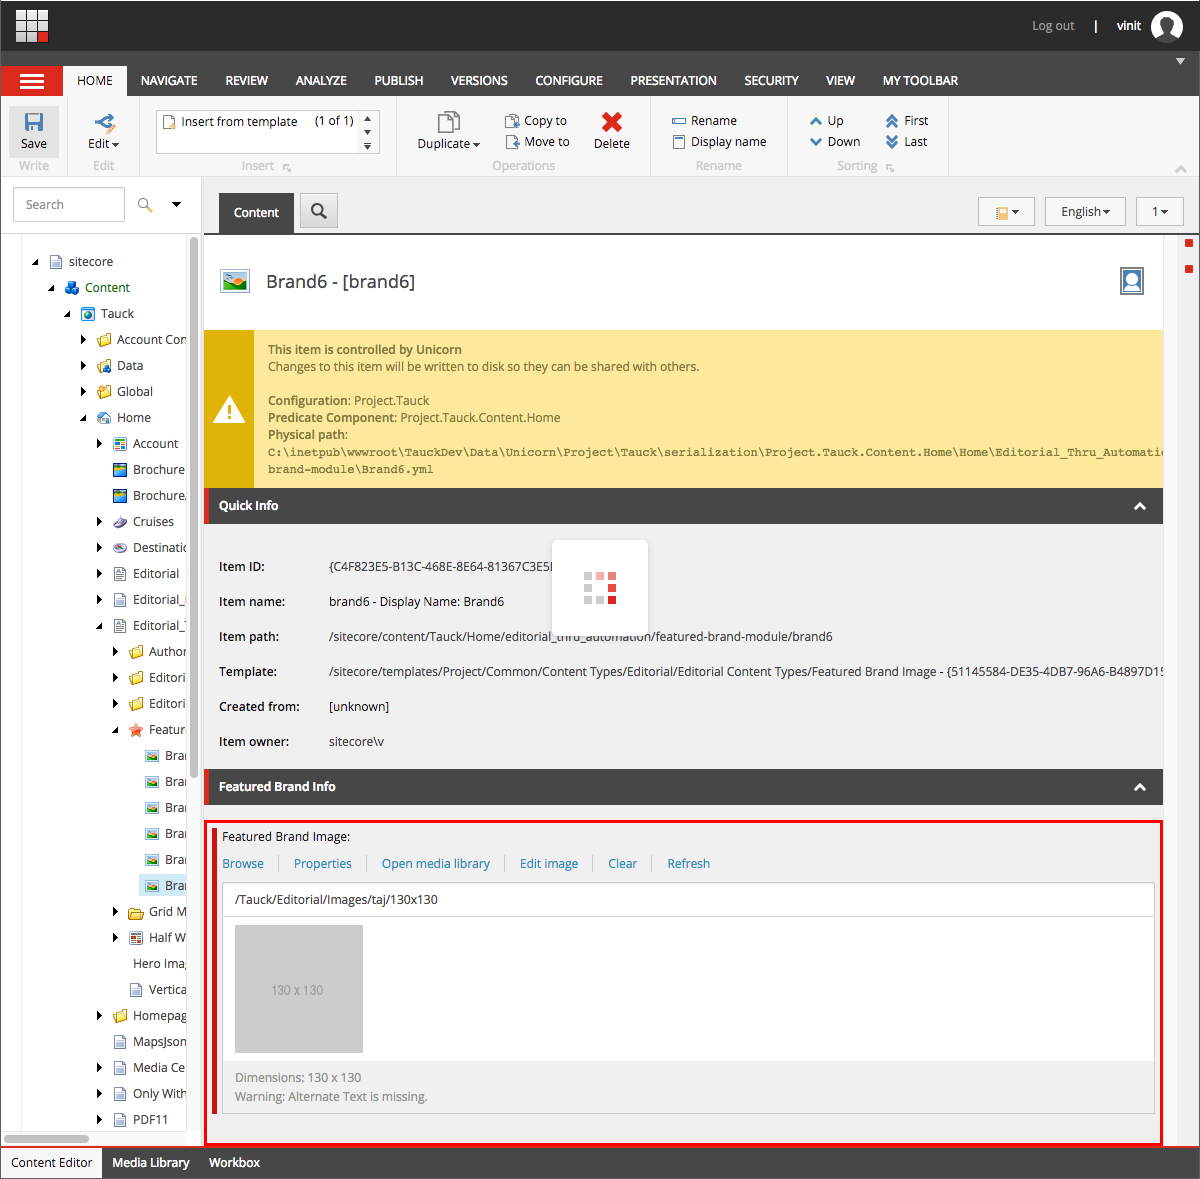 Log out | vinit
HOME NAVIGATE REVIEW ANALYZE PUBLISH VERSIONS CONFIGURE PRESENTATION SECURITY VIEW MY TOOLBAR
Save
Write
Edit
Edit
Insert from template (1 of 1)
Insert
Duplicate
Copy to
Move to
Delete
Operations
Rename
Display name
Rename
Up
Down
First
Last
Sorting
Search
Content
English
1
sitecore
Content
Tauck
Account Con
Data
Global
Home
Account
Brochure
Brochure
Cruises
Destinatio
Editorial
Editorial_
Editorial_
Author
Editori
Editori
Featur
Bra
Bra
Bra
Bra
Bra
Bra
Grid M
Half W
Hero Ima
Vertica
Homepag
MapsJson
Media Ce
Only With
PDF11
Brand6 - [brand6]
This item is controlled by Unicorn
Changes to this item will be written to disk so they can be shared with others.
Configuration: Project.Tauck
Predicate Component: Project.Tauck.Content.Home
Physical path:
C:\inetpub\wwwroot\TauckDev\Data\Unicorn\Project\Tauck\serialization\Project.Tauck.Content.Home\Home\Editorial_Thru_Automatio
brand-module\Brand6.yml
Quick Info
Item ID: {C4F823E5-B13C-468E-8E64-81367C3E5
Item name: brand6 - Display Name: Brand6
Item path: /sitecore/content/Tauck/Home/editorial_thru_automation/featured-brand-module/brand6
Template: /sitecore/templates/Project/Common/Content Types/Editorial/Editorial Content Types/Featured Brand Image - {51145584-DE35-4DB7-96A6-B4897D15
Created from: [unknown]
Item owner: sitecore\v
Featured Brand Info
Featured Brand Image:
Browse Properties Open media library Edit image Clear Refresh
/Tauck/Editorial/Images/taj/130x130
130 x 130
Dimensions: 130 x 130
Warning: Alternate Text is missing.
Content Editor Media Library Workbox